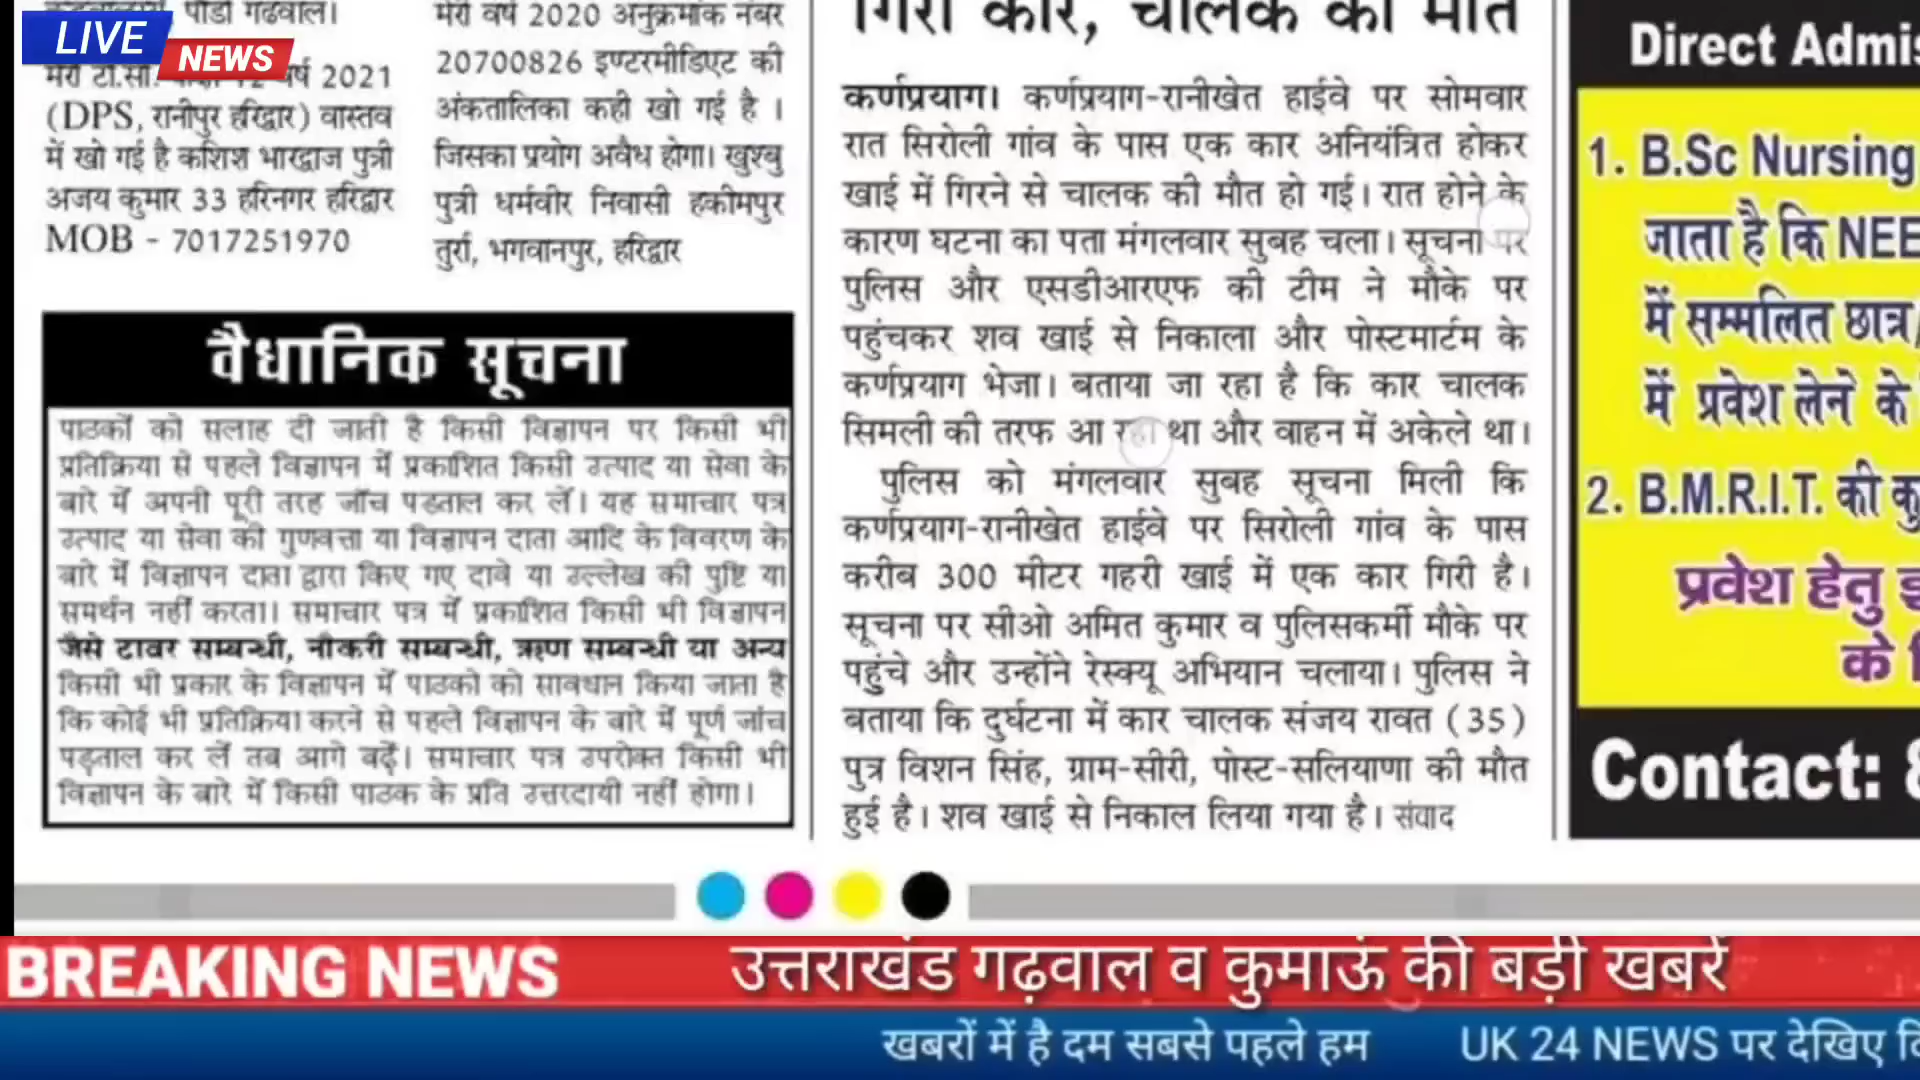 LIVE
NEWS
पौडी गढवाल।
वर्ष 2021
(DPS, रानीपुर हरिद्वार) वास्तव
में खो गई है कशिश भारद्वाज पुत्री
अजय कुमार 33 हरिनगर हरिद्वार
MOB - 7017251970
मेरी वर्ष 2020 अनुक्रमांक नंबर
20700826 इण्टरमीडिएट की
अंकतालिका कही खो गई है ।
जिसका प्रयोग अवैध होगा। खुश्बु
पुत्री धर्मवीर निवासी हकीमपुर
तुर्रा, भगवानपुर, हरिद्वार
वैधानिक सूचना
पाठकों को सलाह दी जाती है किसी विज्ञापन पर किसी भी
प्रतिक्रिया से पहले विज्ञापन में प्रकाशित किसी उत्पाद या सेवा के
बारे में अपनी पूरी तरह जाँच पड़ताल कर लें। यह समाचार पत्र
उत्पाद या सेवा की गुणवत्ता या विज्ञापन दाता आदि के विवरण के
बारे में विज्ञापन दाता द्वारा किए गए दावे या उल्लेख की पुष्टि या
समर्थन नहीं करता। समाचार पत्र में प्रकाशित किसी भी विज्ञापन
जैसे टावर सम्बन्धी, नौकरी सम्बन्धी, ऋण सम्बन्धी या अन्य
किसी भी प्रकार के विज्ञापन में पाठको को सावधान किया जाता है
कि कोई भी प्रतिक्रिया करने से पहले विज्ञापन के बारे में पूर्ण जांच
पड़ताल कर लें तब आगे बढ़ें। समाचार पत्र उपरोक्त किसी भी
विज्ञापन के बारे में किसी पाठक के प्रति उत्तरदायी नहीं होगा।
गिरी कार, चालक की मौत
कर्णप्रयाग। कर्णप्रयाग-रानीखेत हाईवे पर सोमवार
रात सिरोली गांव के पास एक कार अनियंत्रित होकर
खाई में गिरने से चालक की मौत हो गई। रात होने के
कारण घटना का पता मंगलवार सुबह चला। सूचना पर
पुलिस और एसडीआरएफ की टीम ने मौके पर
पहुंचकर शव खाई से निकाला और पोस्टमार्टम के
कर्णप्रयाग भेजा। बताया जा रहा है कि कार चालक
सिमली की तरफ आ रहा था और वाहन में अकेले था।
पुलिस को मंगलवार सुबह सूचना मिली कि
कर्णप्रयाग-रानीखेत हाईवे पर सिरोली गांव के पास
करीब 300 मीटर गहरी खाई में एक कार गिरी है।
सूचना पर सीओ अमित कुमार व पुलिसकर्मी मौके पर
पहुंचे और उन्होंने रेस्क्यू अभियान चलाया। पुलिस ने
बताया कि दुर्घटना में कार चालक संजय रावत (35)
पुत्र विशन सिंह, ग्राम-सीरी, पोस्ट-सलियाणा की मौत
हुई है। शव खाई से निकाल लिया गया है। संवाद
Direct
1. B.Sc Nursing
जाता है कि
में सम्मलित छात्र
में प्रवेश लेने के
2. B.M.R.I.T. की
प्रवेश हेतु
के
Contact:
BREAKING NEWS
उत्तराखंड गढ़वाल व कुमाऊं की बड़ी खबरें
खबरों में है दम सबसे पहले हम
UK 24 NEWS पर देखिए